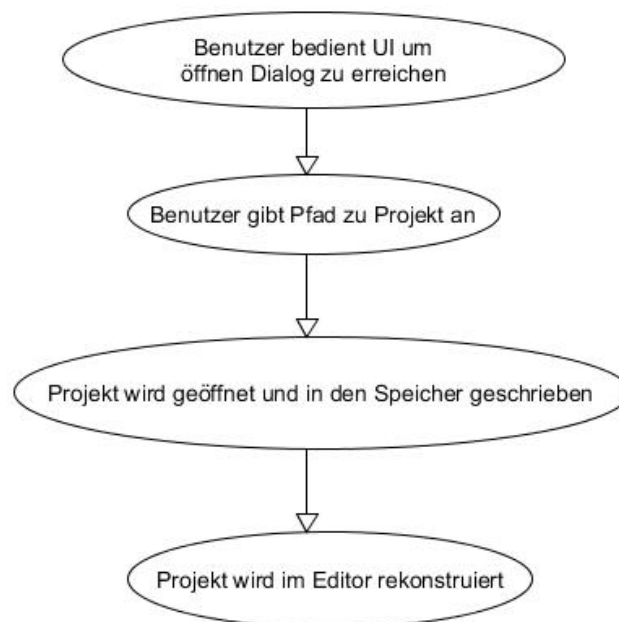 Benutzer bedient UI um
öffnen Dialog zu erreichen
Benutzer gibt Pfad zu Projekt an
Projekt wird geöffnet und in den Speicher geschrieben
Projekt wird im Editor rekonstruiert